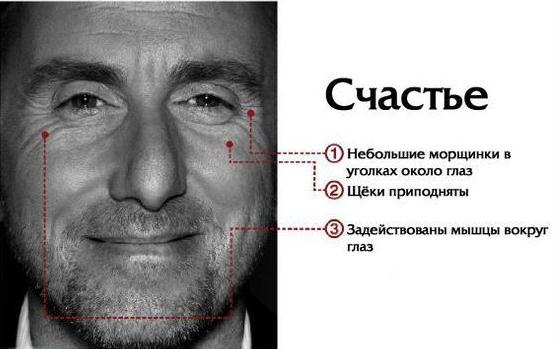 Счастье
1 Небольшие морщинки в
уголках около глаз
2 Щёки приподняты
3 Задействованы мышцы вокруг
глаз